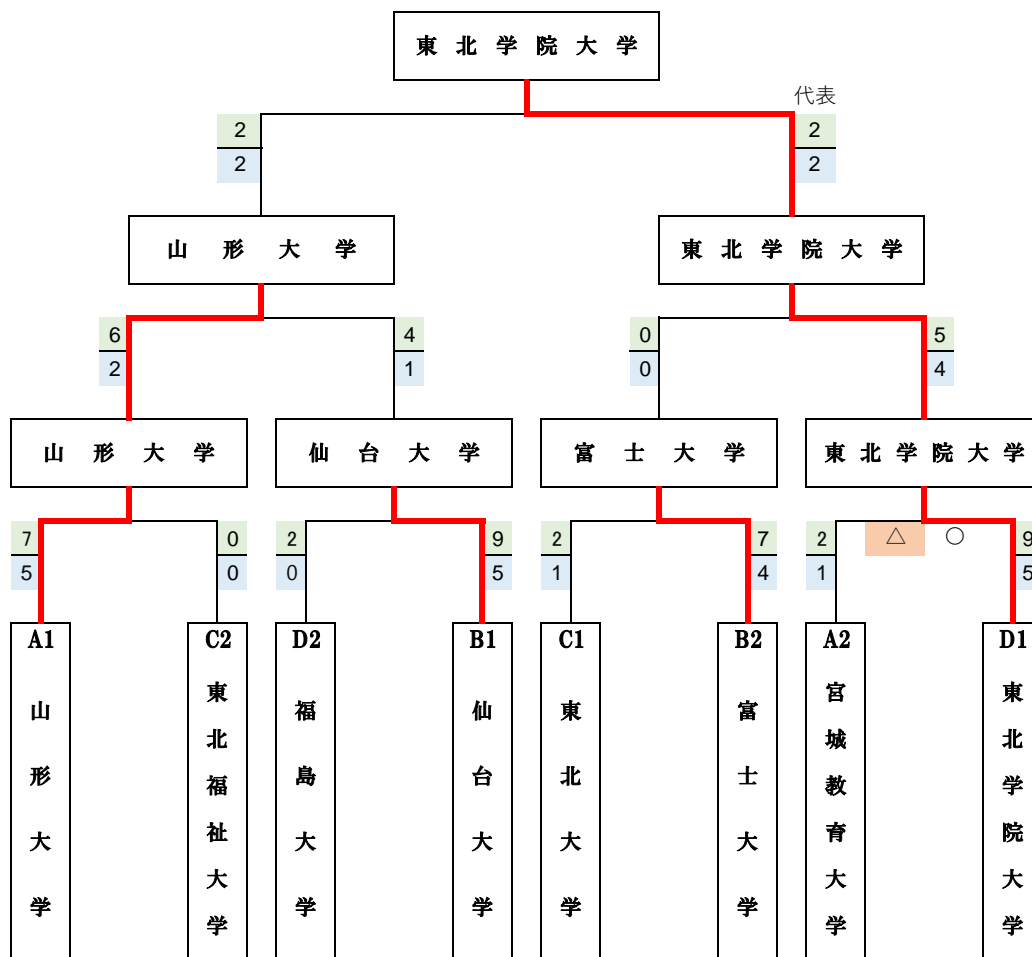 東北学院大学
代表
2 2
2 2
山形大学 東北学院大学
6 4 0 5
2 1 0 4
山形大学 仙台大学 富士大学 東北学院大学
7 0 2 9 2 7 2 △ ○ 9
5 0 0 5 1 4 1 5
A1 C2 D2 B1 C1 B2 A2 D1
山形大学
東北福祉大学
福島大学
仙台大学
東北大学
富士大学
宮城教育大学
東北学院大学